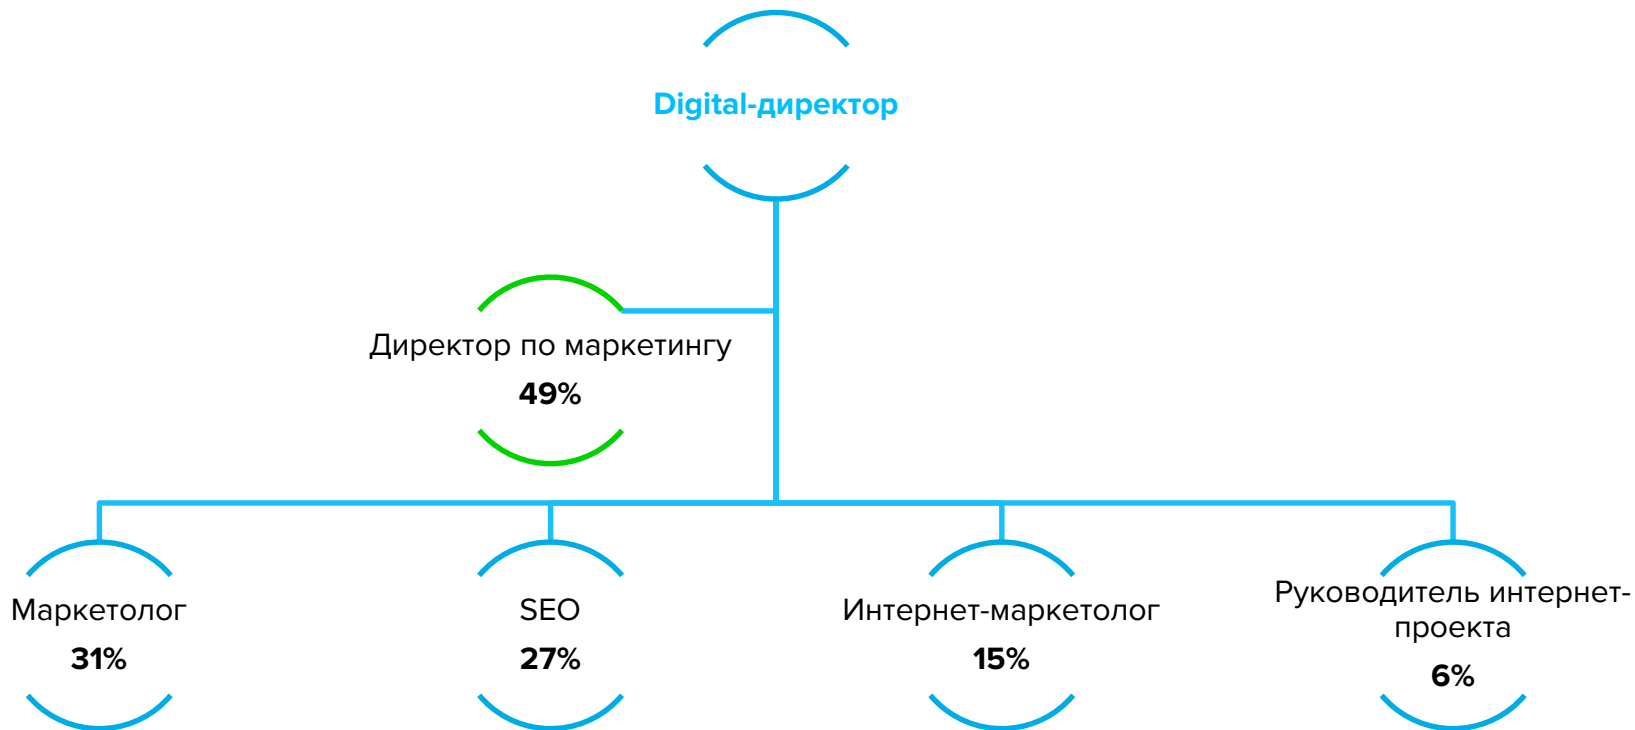 Digital-директор
Директор по маркетингу
49%
Маркетолог
31%
SEO
27%
Интернет-маркетолог
15%
Руководитель интернет-
проекта
6%